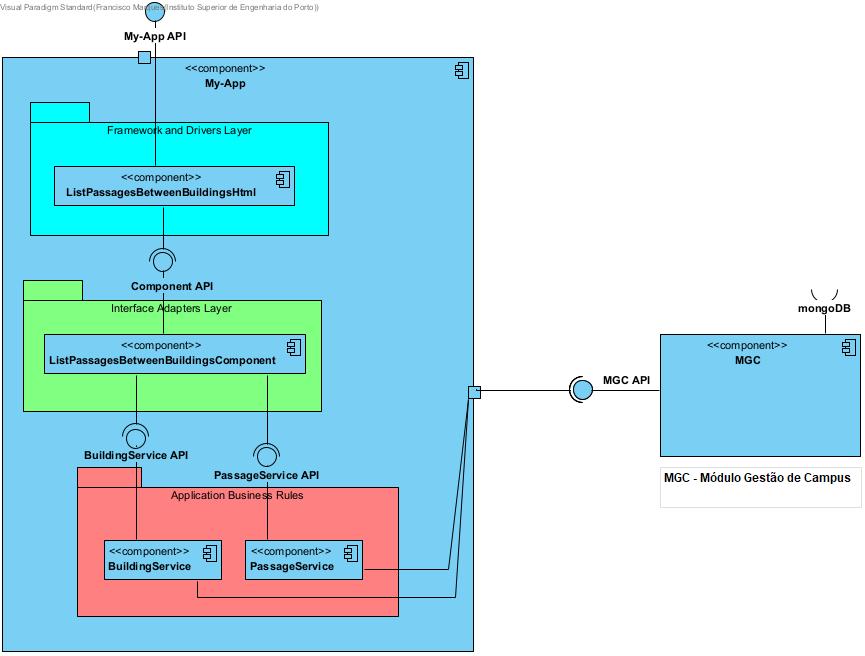 Visual Paradigm Standard(Francisco Marques(Instituto Superior de Engenharia do Porto))
My-App API
<<component>>
My-App
Framework and Drivers Layer
<<component>>
ListPassagesBetweenBuildingsHtml
Component API
Interface Adapters Layer
<<component>>
ListPassagesBetweenBuildingsComponent
BuildingService API
PassageService API
Application Business Rules
<<component>>
BuildingService
<<component>>
PassageService
MGC API
mongoDB
<<component>>
MGC
MGC - Módulo Gestão de Campus